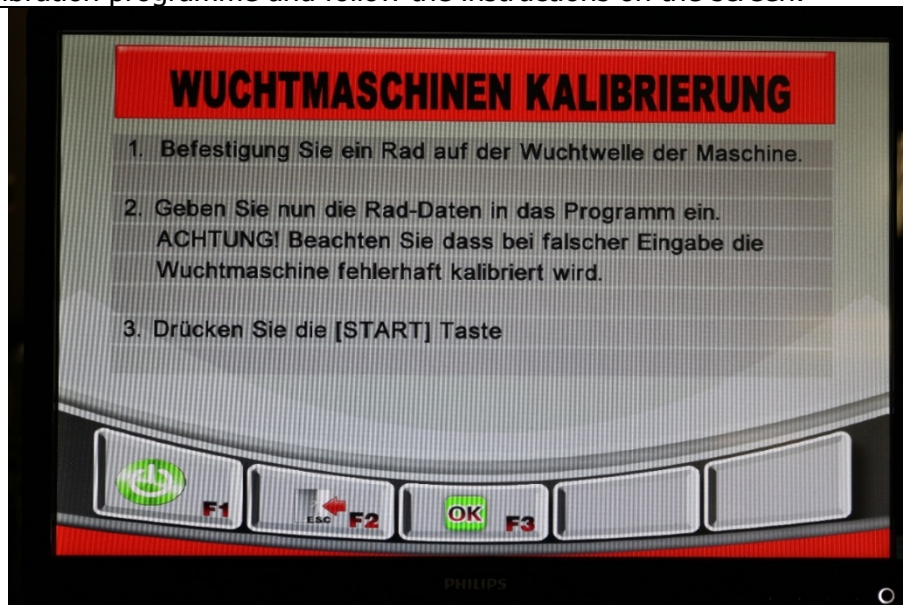 programme and follow the instructions on the screen.
WUCHTMASCHINEN KALIBRIERUNG
1. Befestigung Sie ein Rad auf der Wuchtwelle der Maschine.
2. Geben Sie nun die Rad-Daten in das Programm ein.
ACHTUNG! Beachten Sie dass bei falscher Eingabe die
Wuchtmaschine fehlerhaft kalibriert wird.
3. Drücken Sie die [START] Taste
F1
ESC F2
OK F3
PHILIPS